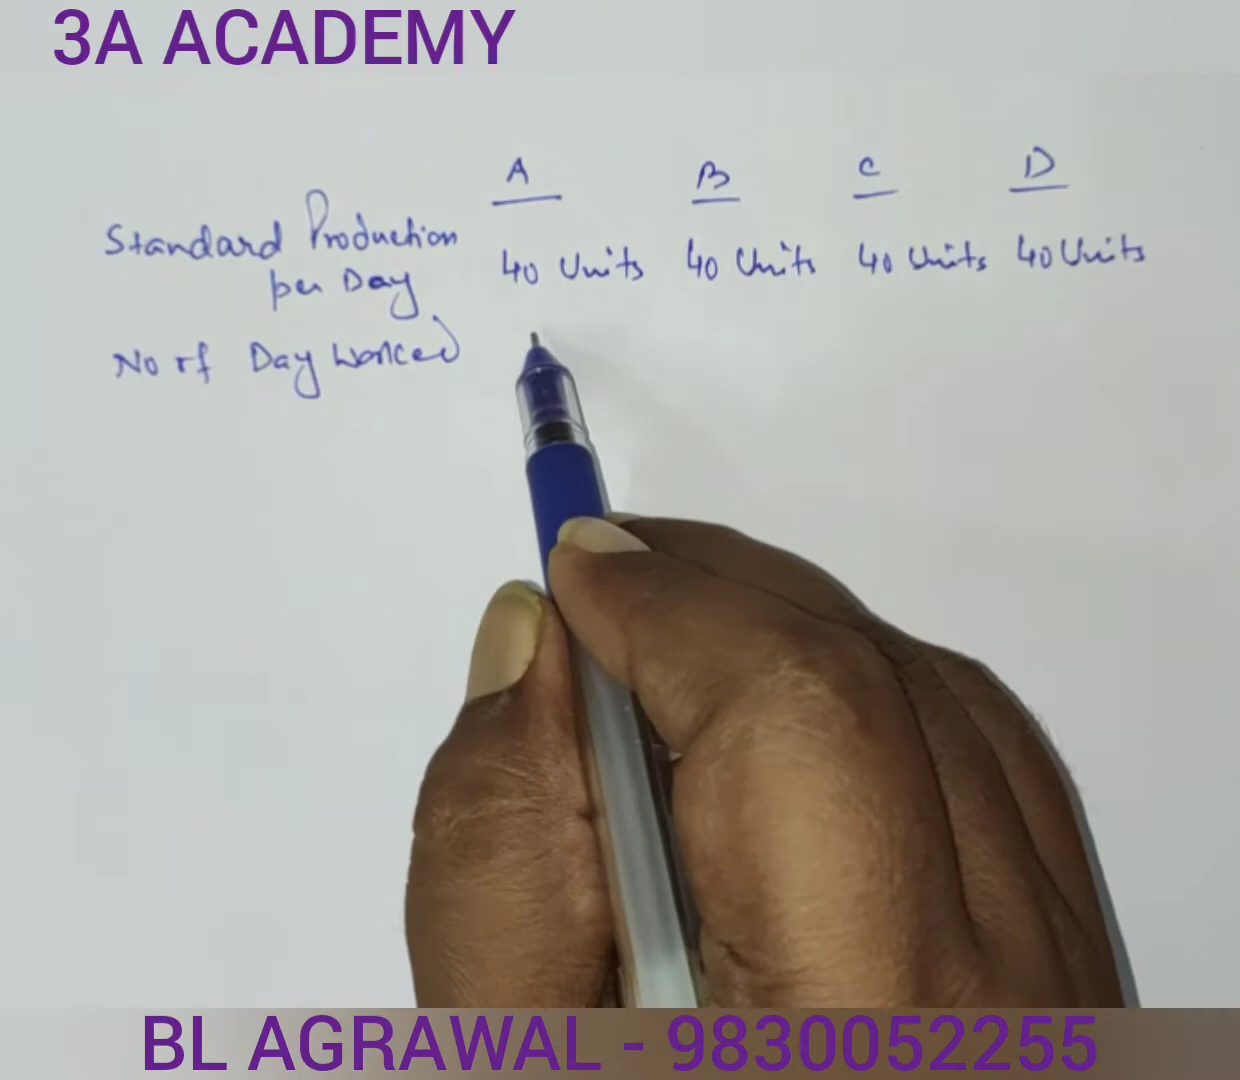 3A ACADEMY
A B C D
Standard Production 40 Units 40 Units 40 Units 40 Units
per Day
No of Day Worked
BL AGRAWAL - 9830052255